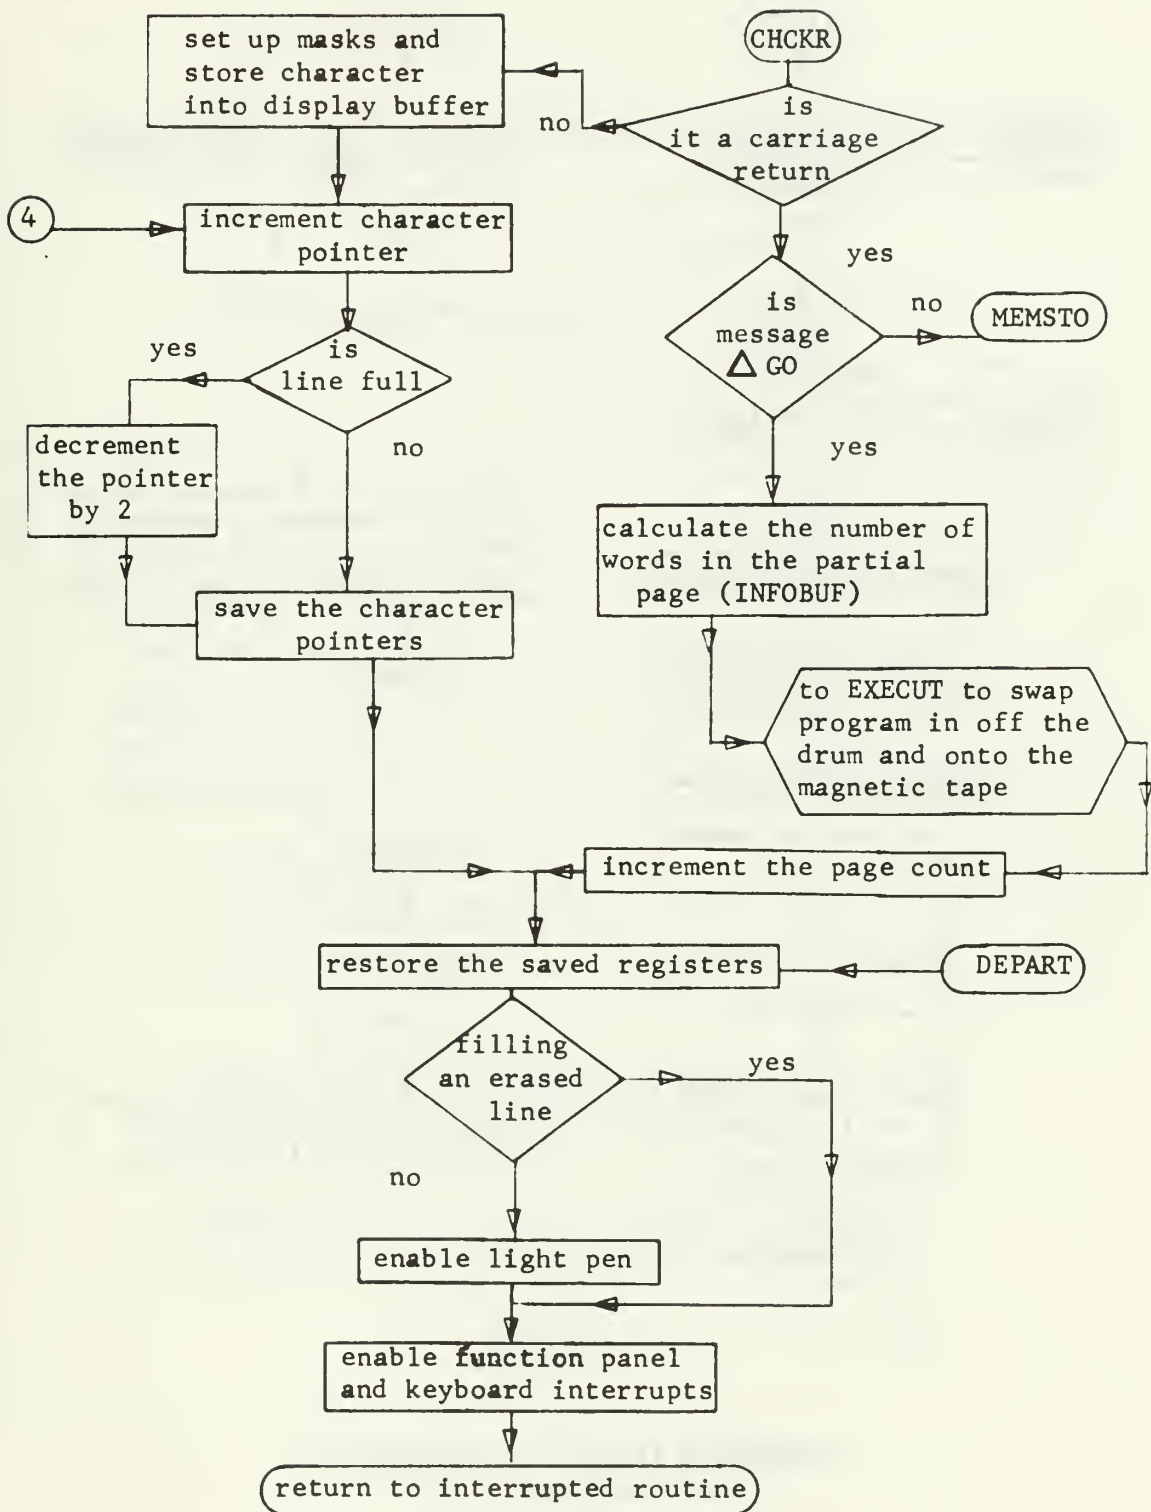 set up masks and
store character
into display buffer
CHCKR
is
it a carriage
return
no
yes
4
increment character
pointer
is
message
△ GO
no
MEMSTO
yes
is
line full
yes
no
decrement
the pointer
by 2
calculate the number of
words in the partial
page (INFOBUF)
save the character
pointers
to EXECUT to swap
program in off the
drum and onto the
magnetic tape
increment the page count
restore the saved registers
DEPART
filling
an erased
line
yes
no
enable light pen
enable function panel
and keyboard interrupts
return to interrupted routine